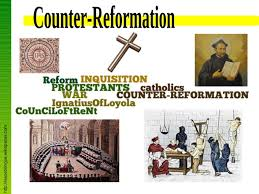 Counter-Reformation
Reform INQUISITION
PROTESTANTS catholics
WAR COUNTER-REFORMATION
IgnatiusOfLoyola
CoUnCiLoFtReNt